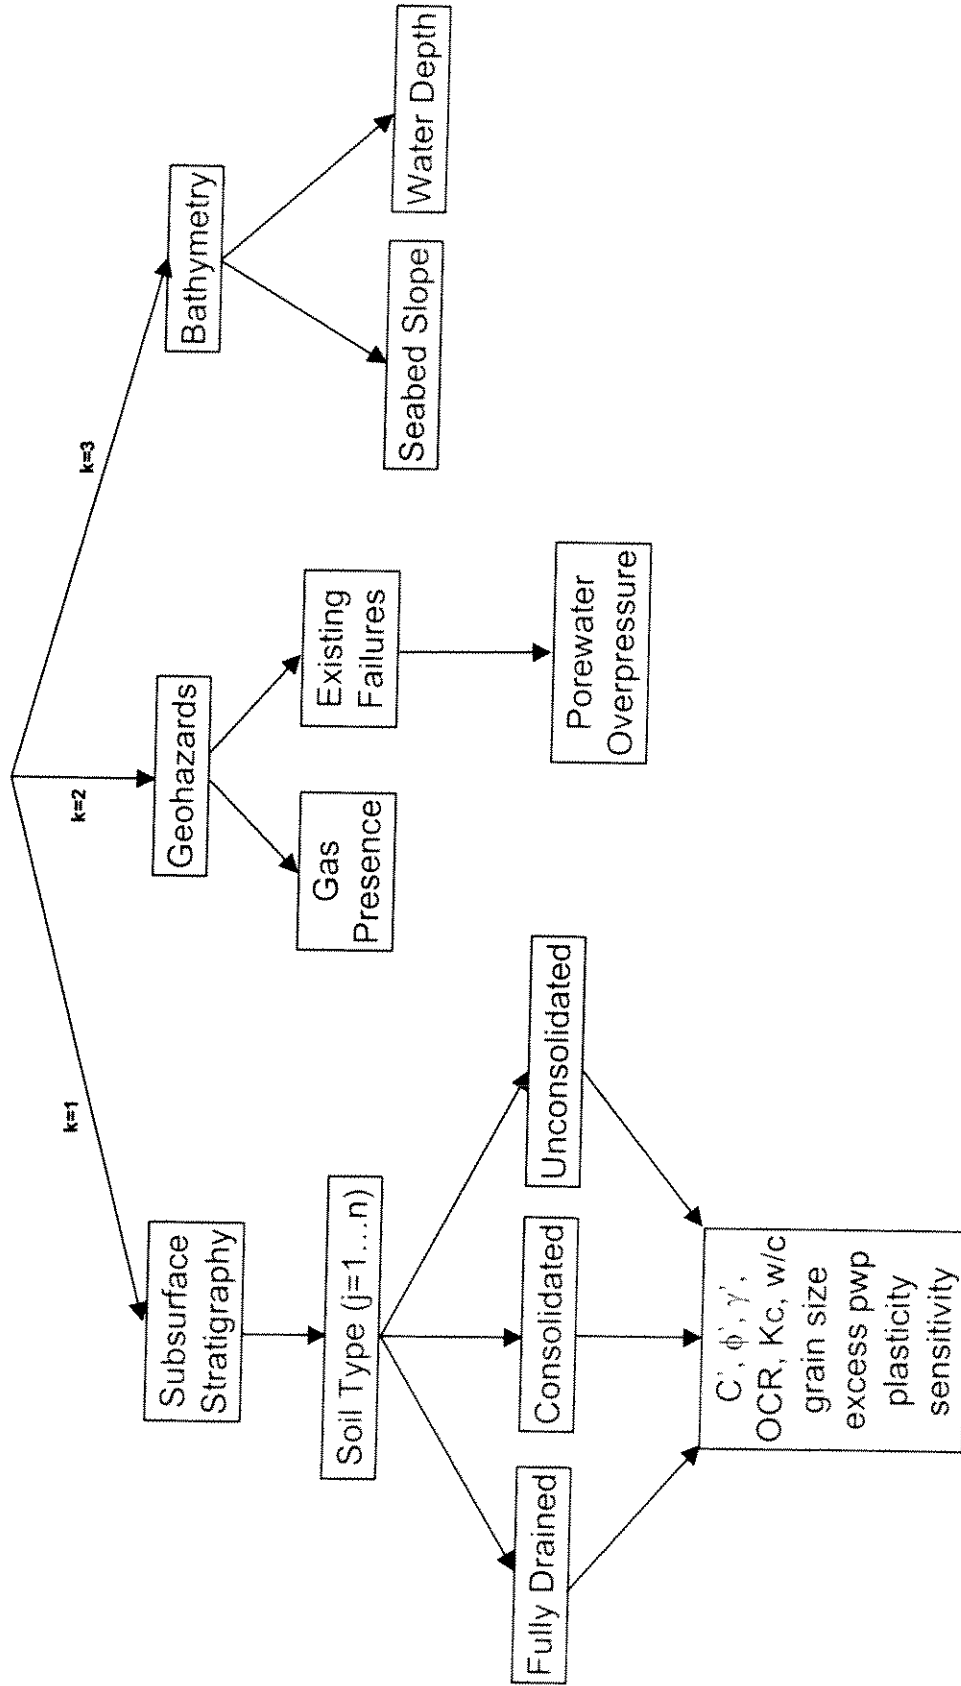 k=1
k=2
k=3
Subsurface
Stratigraphy
Geohazards
Bathymetry
Soil Type (j=1...n)
Gas
Presence
Existing
Failures
Seabed Slope
Water Depth
Fully Drained
Consolidated
Unconsolidated
Porewater
Overpressure
C', ϕ', γ',
OCR, Kc, w/c
grain size
excess pwp
plasticity
sensitivity